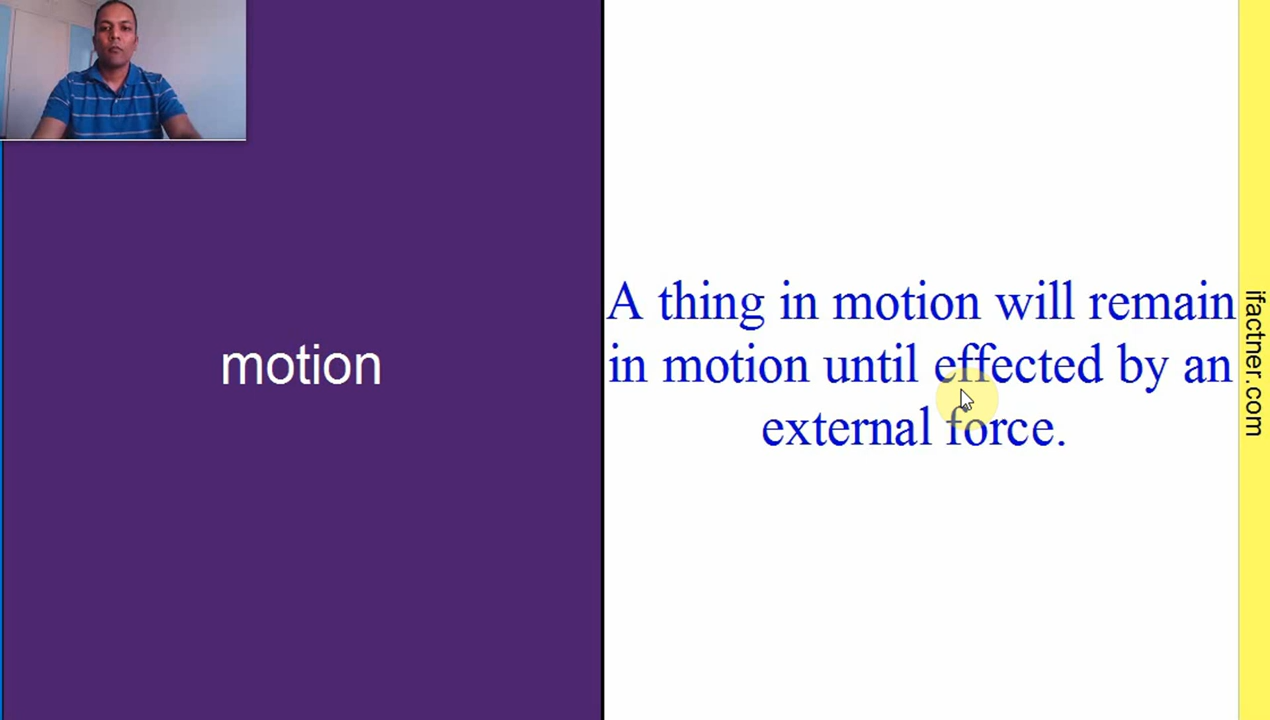 motion
A thing in motion will remain
in motion until effected by an
external force.
ifactner.com